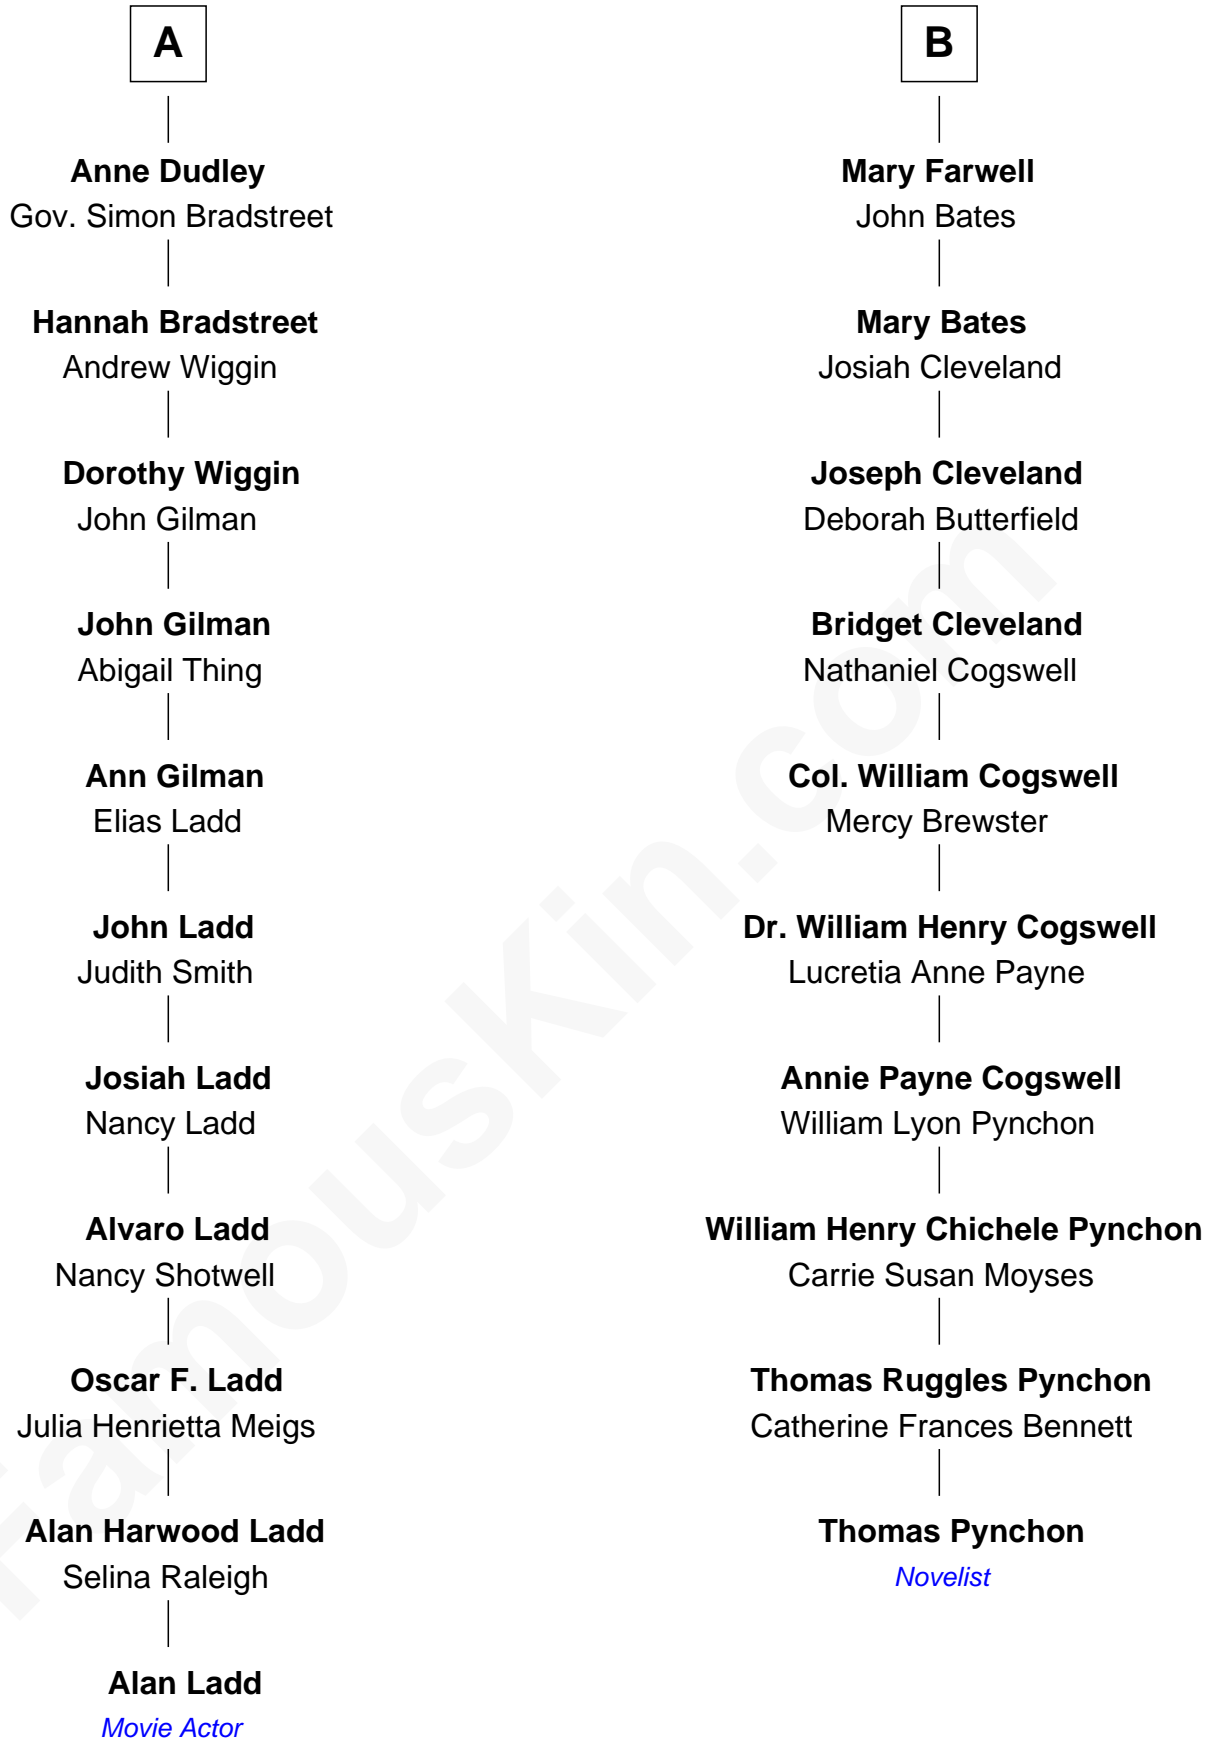 A
Anne Dudley
Gov. Simon Bradstreet
Hannah Bradstreet
Andrew Wiggin
Dorothy Wiggin
John Gilman
John Gilman
Abigail Thing
Ann Gilman
Elias Ladd
John Ladd
Judith Smith
Josiah Ladd
Nancy Ladd
Alvaro Ladd
Nancy Shotwell
Oscar F. Ladd
Julia Henrietta Meigs
Alan Harwood Ladd
Selina Raleigh
Alan Ladd
Movie Actor
B
Mary Farwell
John Bates
Mary Bates
Josiah Cleveland
Joseph Cleveland
Deborah Butterfield
Bridget Cleveland
Nathaniel Cogswell
Col. William Cogswell
Mercy Brewster
Dr. William Henry Cogswell
Lucretia Anne Payne
Annie Payne Cogswell
William Lyon Pynchon
William Henry Chichele Pynchon
Carrie Susan Moyses
Thomas Ruggles Pynchon
Catherine Frances Bennett
Thomas Pynchon
Novelist
FamousKin.com